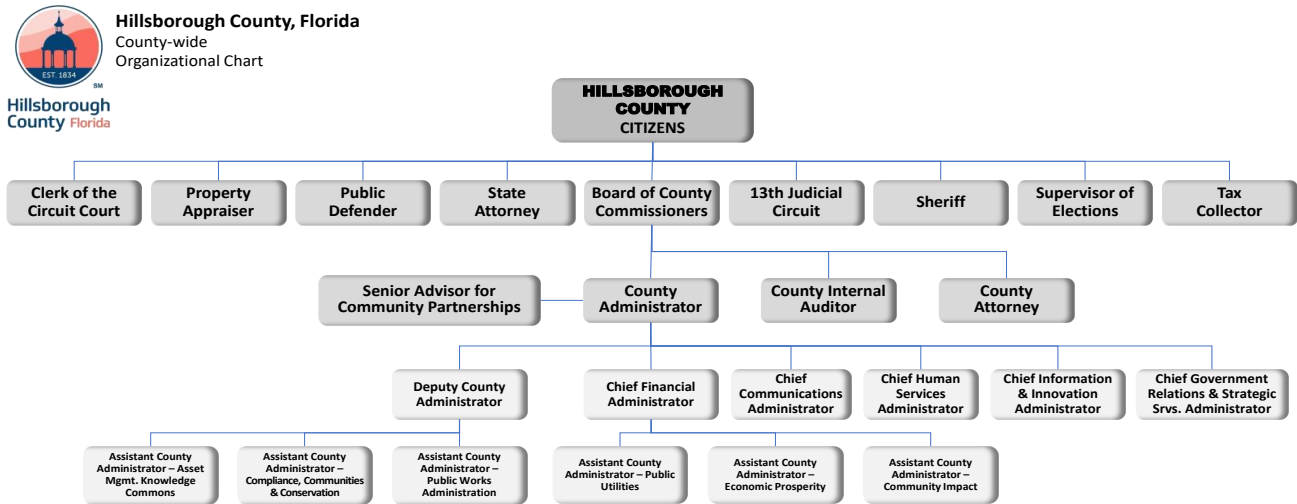 Hillsborough County, Florida
County-wide
Organizational Chart
EST. 1834
SM
Hillsborough
County Florida
HILLSBOROUGH
COUNTY
CITIZENS
Clerk of the
Circuit Court
Property
Appraiser
Public
Defender
State
Attorney
Board of County
Commissioners
13th Judicial
Circuit
Sheriff
Supervisor of
Elections
Tax
Collector
Senior Advisor for
Community Partnerships
County
Administrator
County Internal
Auditor
County
Attorney
Deputy County
Administrator
Chief Financial
Administrator
Chief
Communications
Administrator
Chief Human
Services
Administrator
Chief Information
& Innovation
Administrator
Chief Government
Relations & Strategic
Srvs. Administrator
Assistant County
Administrator – Asset
Mgmt. Knowledge
Commons
Assistant County
Administrator –
Compliance, Communities
& Conservation
Assistant County
Administrator –
Public Works
Administration
Assistant County
Administrator – Public
Utilities
Assistant County
Administrator –
Economic Prosperity
Assistant County
Administrator –
Community Impact